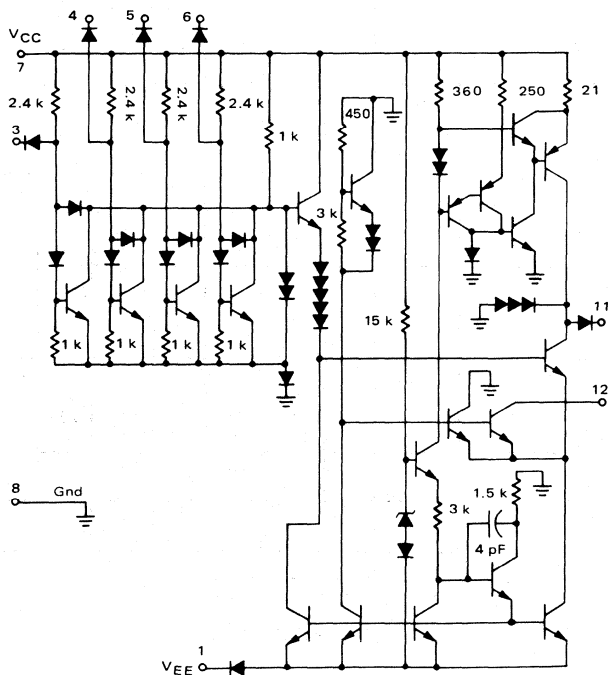 4 5 6
VCC
7
2.4 k 2.4 k 2.4 k 2.4 k
360 250 21
3
1 k
450
3 k
15 k
11
1 k 1 k 1 k 1 k
12
8 Gnd
1.5 k
3 k
4 pF
1
VEE